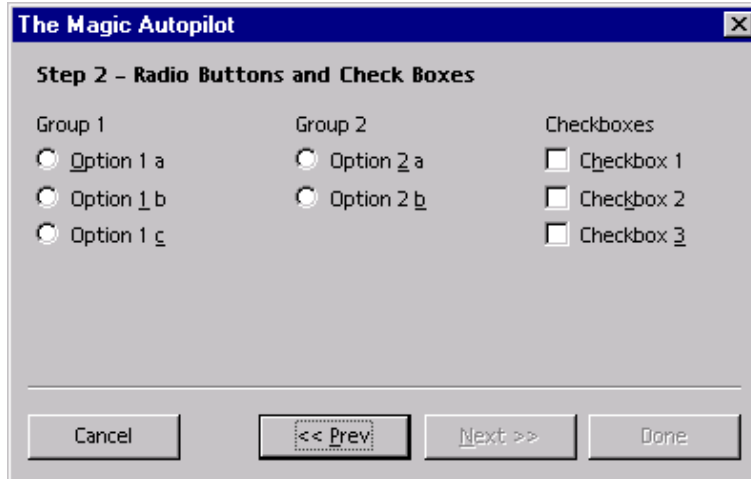 The Magic Autopilot
Step 2 - Radio Buttons and Check Boxes
Group 1 Group 2 Checkboxes
Option 1 a Option 2 a Checkbox 1
Option 1 b Option 2 b Checkbox 2
Option 1 c Checkbox 3
Cancel << Prev Next >> Done